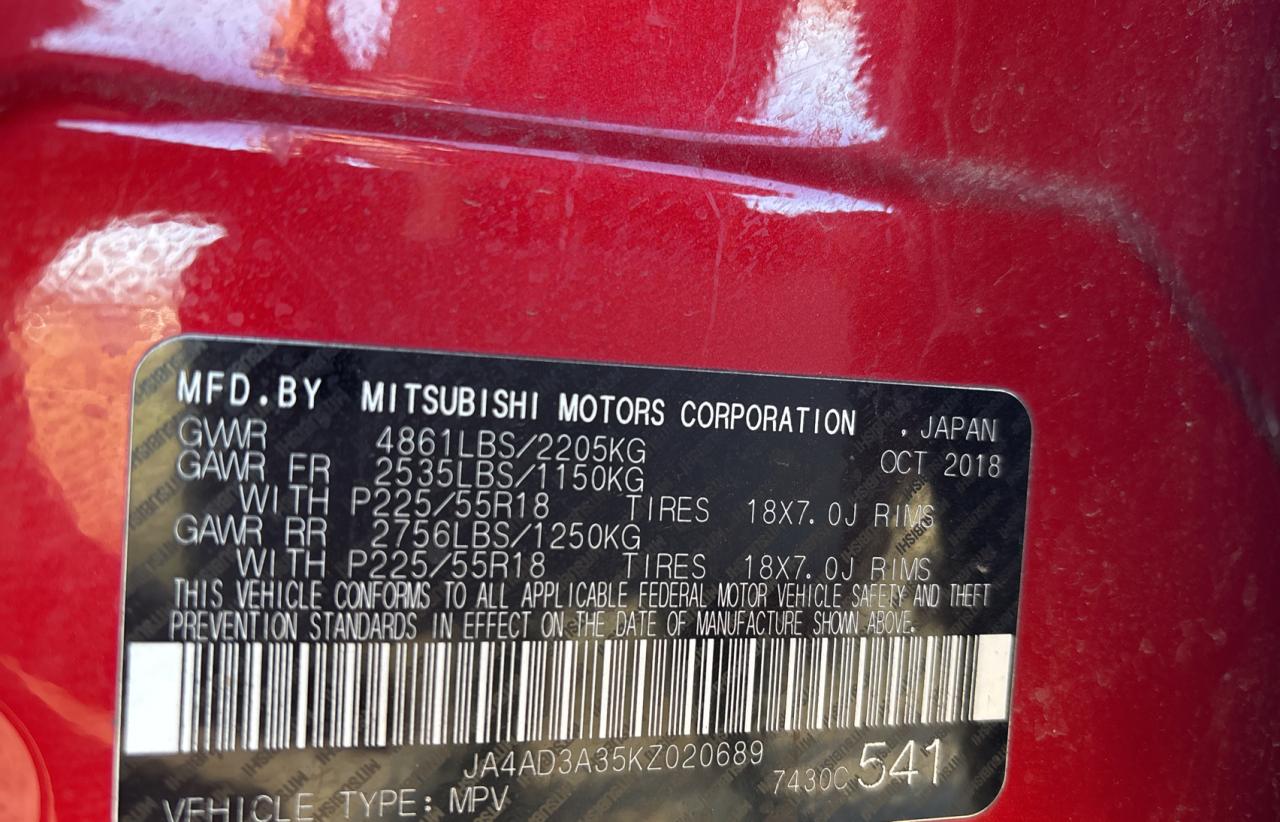 MFD.BY MITSUBISHI MOTORS CORPORATION . JAPAN
GVWR 4861LBS/2205KG OCT 2018
GAWR FR 2535LBS/1150KG
WITH P225/55R18 TIRES 18X7.0J RIMS
GAWR RR 2756LBS/1250KG
WITH P225/55R18 TIRES 18X7.0J RIMS
THIS VEHICLE CONFORMS TO ALL APPLICABLE FEDERAL MOTOR VEHICLE SAFETY AND THEFT
PREVENTION STANDARDS IN EFFECT ON THE DATE OF MANUFACTURE SHOWN ABOVE.
JA4AD3A35KZ020689 7430C 541
VEHICLE TYPE: MPV